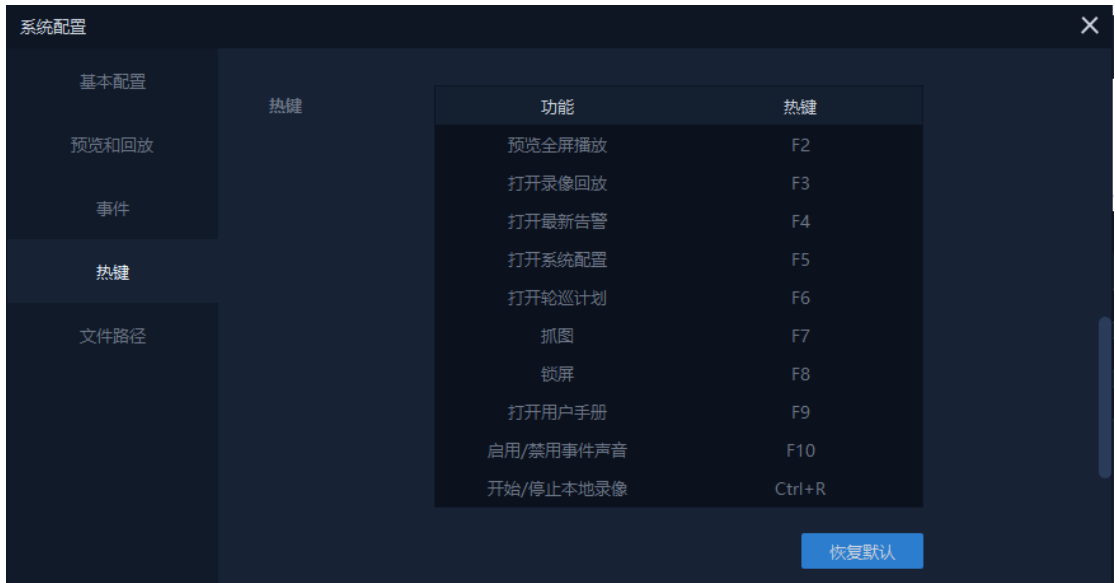 系统配置
基本配置
预览和回放
事件
热键
文件路径
热键
功能 热键
预览全屏播放 F2
打开录像回放 F3
打开最新告警 F4
打开系统配置 F5
打开轮巡计划 F6
抓图 F7
锁屏 F8
打开用户手册 F9
启用/禁用事件声音 F10
开始/停止本地录像 Ctrl+R
恢复默认